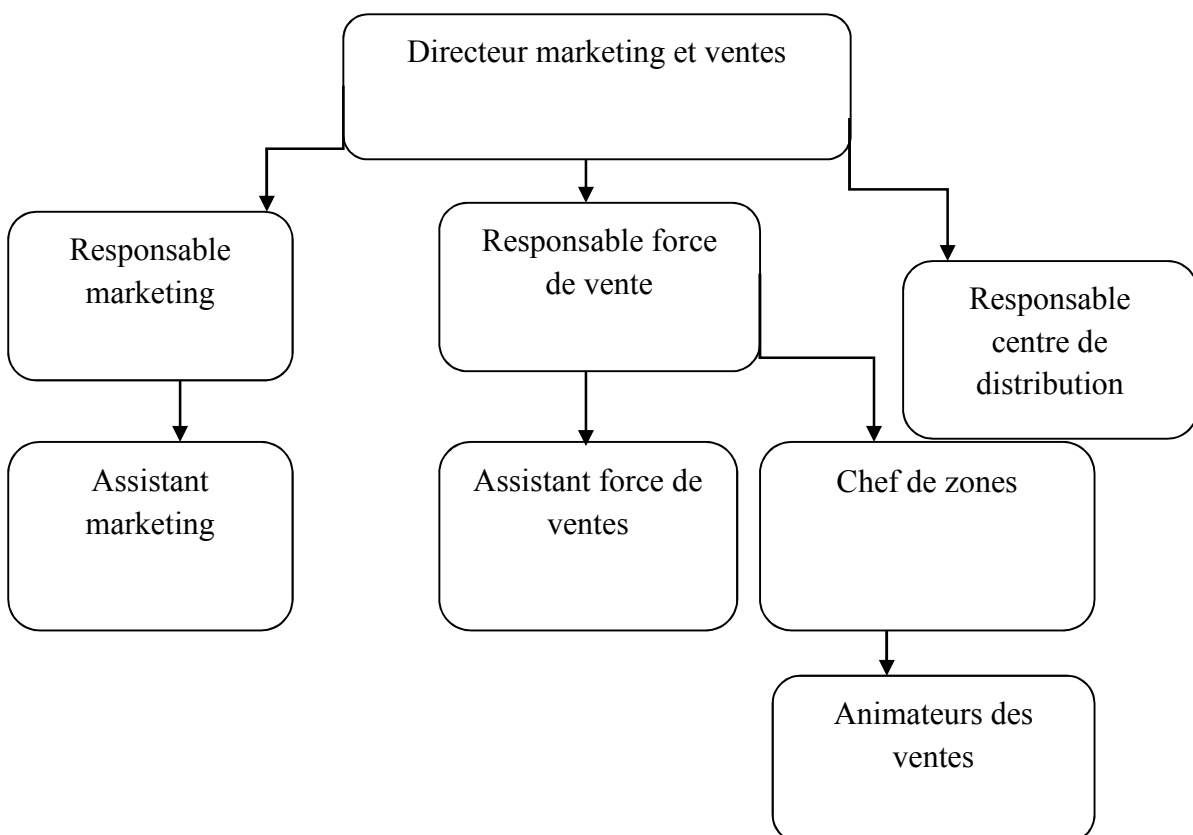 Directeur marketing et ventes
Responsable
marketing
Responsable force
de vente
Responsable
centre de
distribution
Assistant
marketing
Assistant force de
ventes
Chef de zones
Animateurs des
ventes